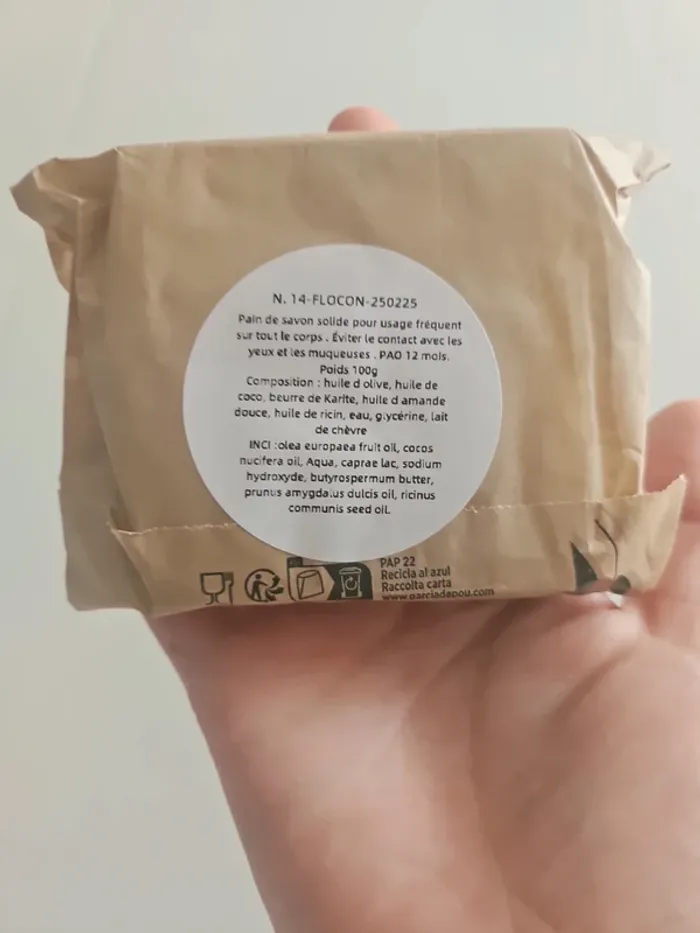 N. 14-FLOCON-250225
Pain de savon solide pour usage fréquent
sur tout le corps . Éviter le contact avec les
yeux et les muqueuses . PAO 12 mois.
Poids 100g
Composition : huile d olive, huile de
coco, beurre de Karite, huile d amande
douce, huile de ricin, eau, glycérine, lait
de chèvre
INCI :olea europaea fruit oil, cocos
nucifera oil, Aqua, caprae lac, sodium
hydroxyde, butyrospermum butter,
prunus amygdalus dulcis oil, ricinus
communis seed oil.
PAP 22
Recicla al azul
Raccolta carta